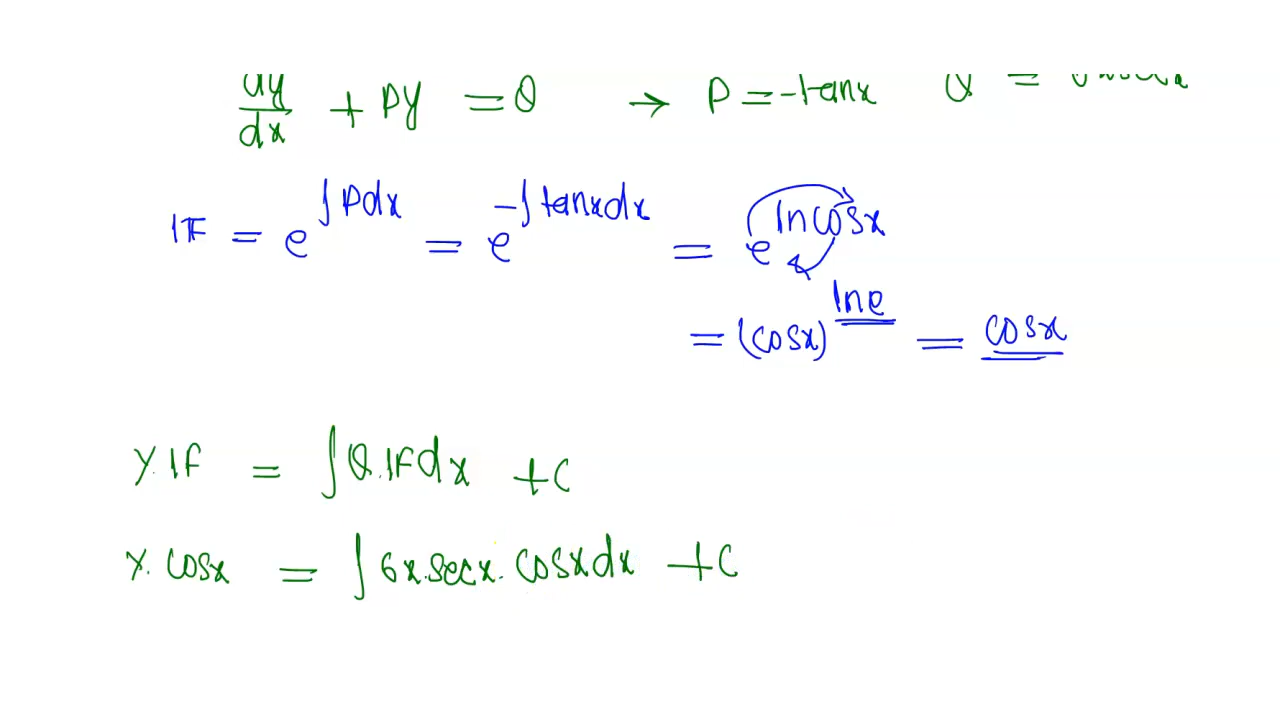 dy/dx + Py = Q → P = -tanx Q =
IF = e^∫Pdx = e^-∫tanxdx = e^lncosx
= (cosx)^lne = cosx
y.IF = ∫Q.IFdx + C
y. cosx = ∫6x.secx. cosxdx + C